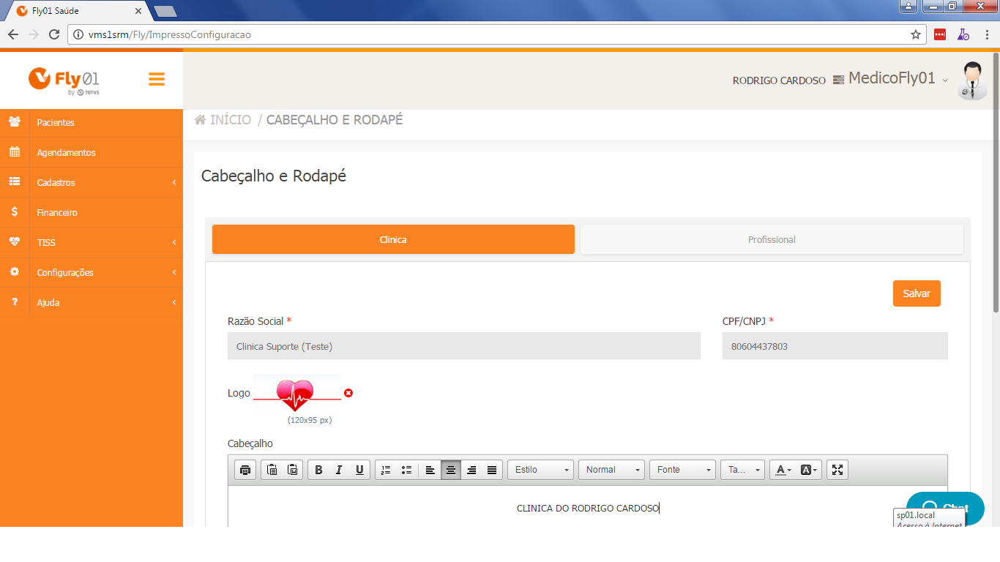 Fly01 Saúde
vms1srm/Fly/ImpressoConfiguracao
Fly01
by TOTVS
RODRIGO CARDOSO MedicoFly01
INÍCIO / CABEÇALHO E RODAPÉ
Pacientes
Agendamentos
Cadastros
Financeiro
TISS
Configurações
Ajuda
Cabeçalho e Rodapé
Clinica Profissional
Salvar
Razão Social * CPF/CNPJ *
Clinica Suporte (Teste) 80604437803
Logo
(120x95 px)
Cabeçalho
B I U Estilo Normal Fonte Ta... A A
CLINICA DO RODRIGO CARDOSO
Chat
sp01.local
Acesso à Internet